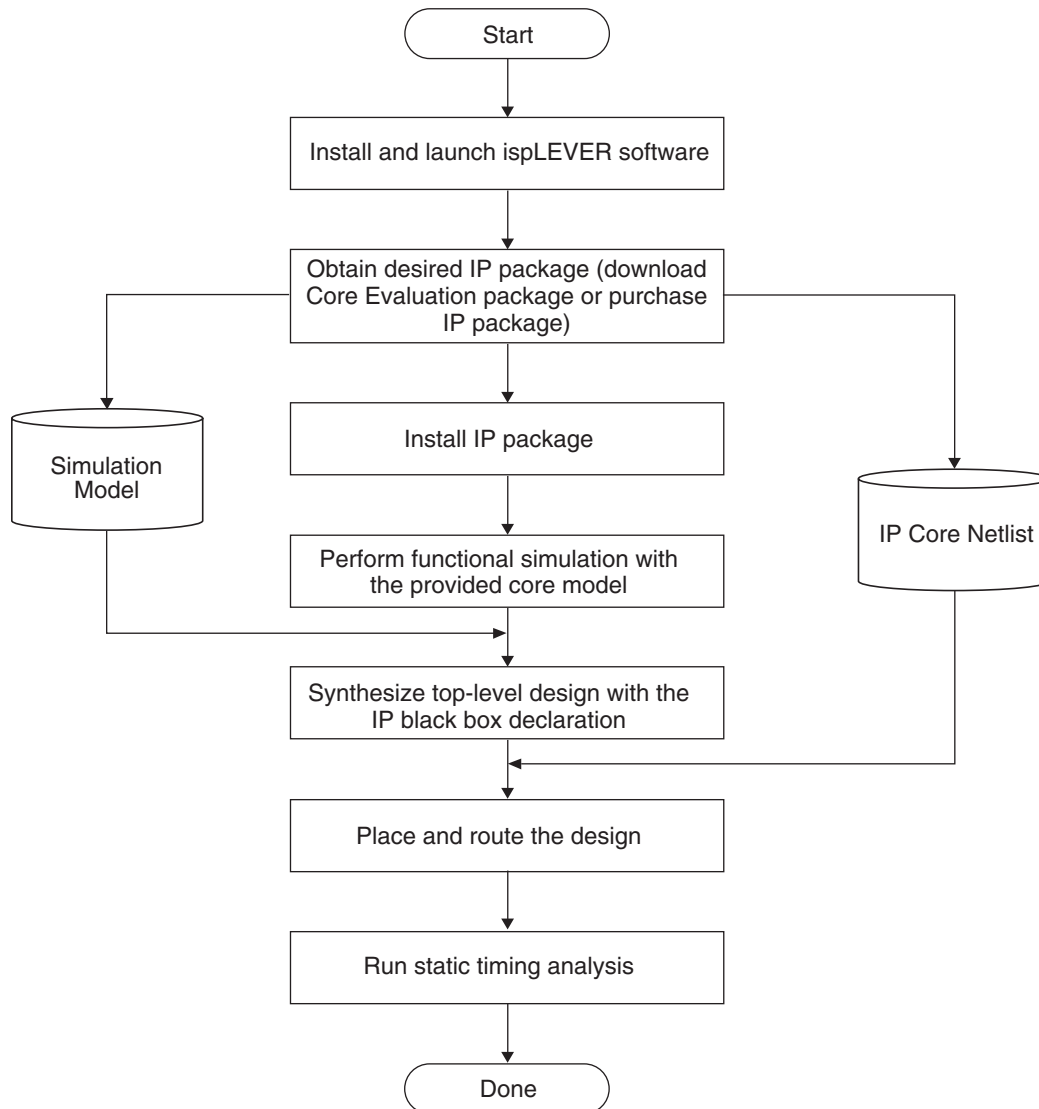 Start
Install and launch ispLEVER software
Obtain desired IP package (download
Core Evaluation package or purchase
IP package)
Install IP package
Simulation
Model
IP Core Netlist
Perform functional simulation with
the provided core model
Synthesize top-level design with the
IP black box declaration
Place and route the design
Run static timing analysis
Done